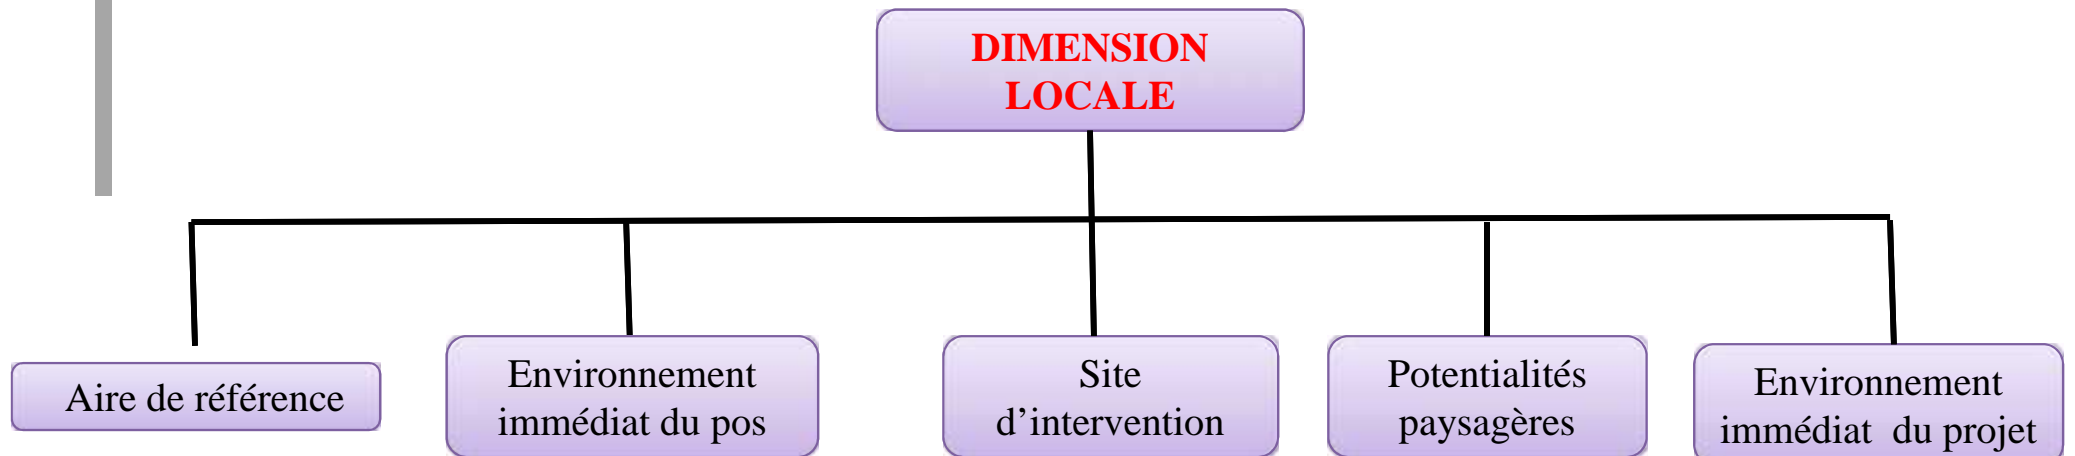 DIMENSION
LOCALE
Aire de référence
Environnement
immédiat du pos
Site
d’intervention
Potentialités
paysagères
Environnement
immédiat du projet